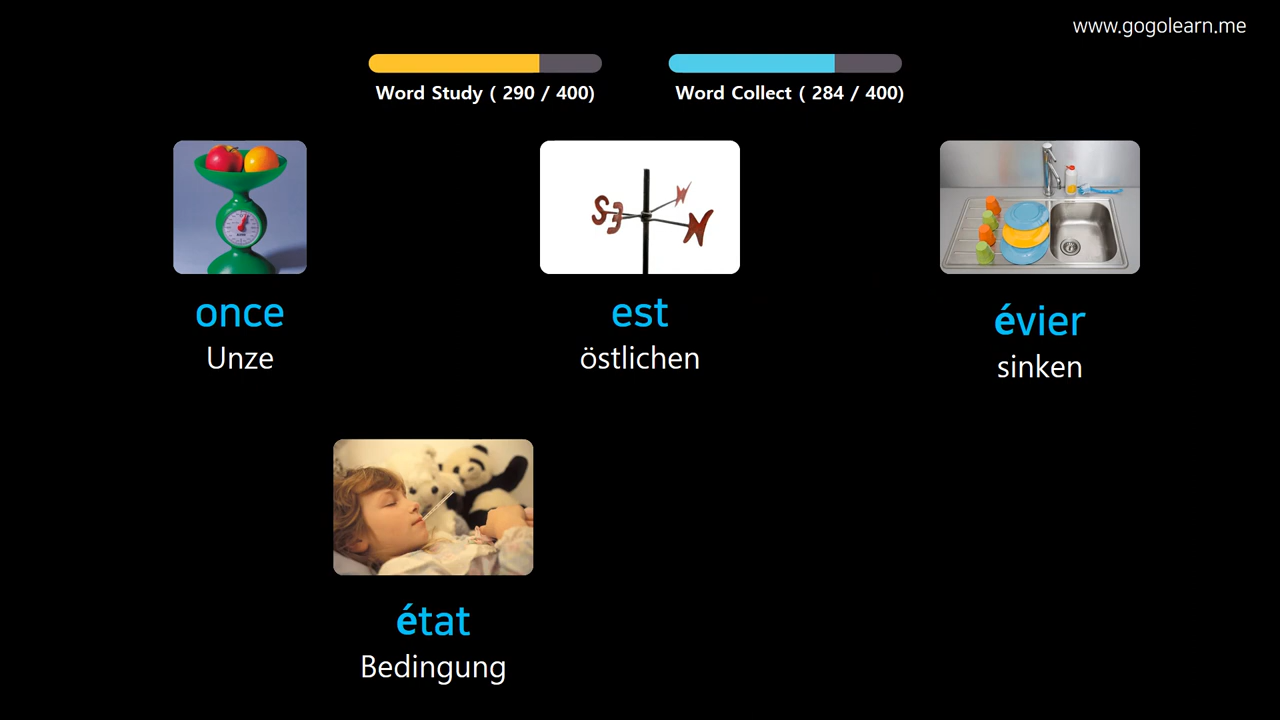 www.gogolearn.me
Word Study ( 290 / 400)
Word Collect ( 284 / 400)
S
E
N
once
Unze
est
östlichen
évier
sinken
état
Bedingung